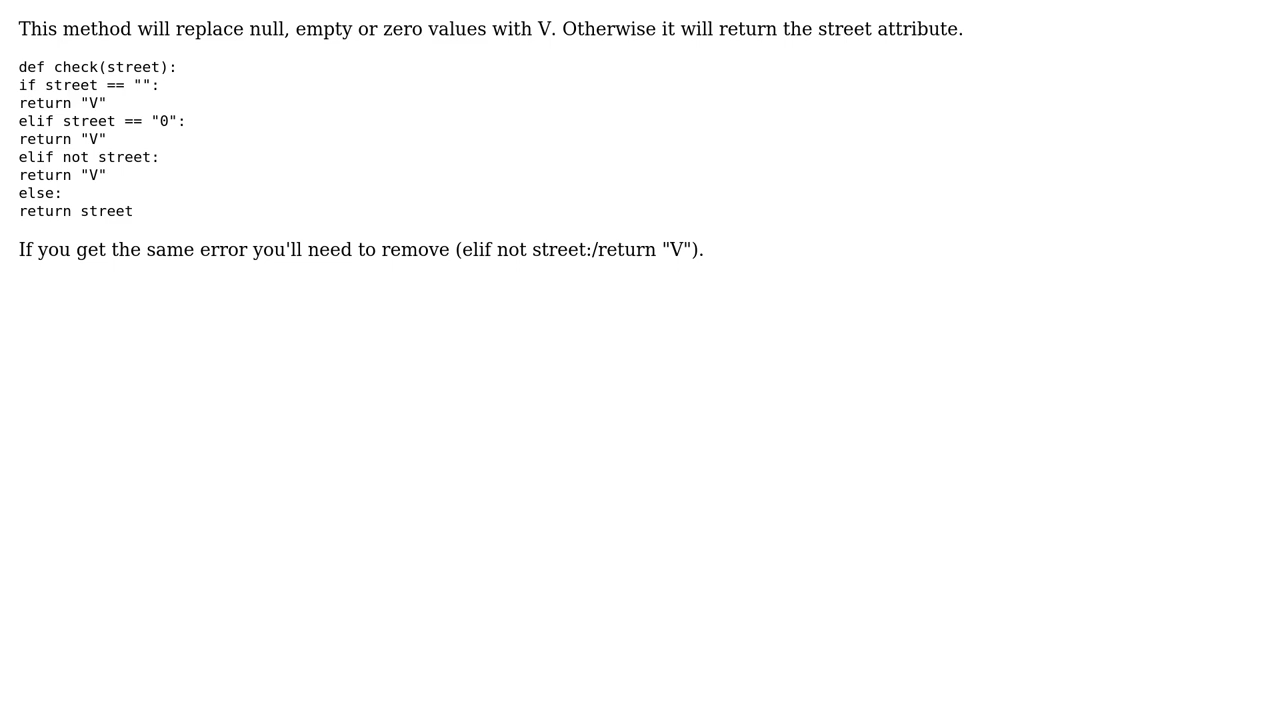 This method will replace null, empty or zero values with V. Otherwise it will return the street attribute.
def check(street):
if street == "":
return "V"
elif street == "0":
return "V"
elif not street:
return "V"
else:
return street
If you get the same error you'll need to remove (elif not street:/return "V").